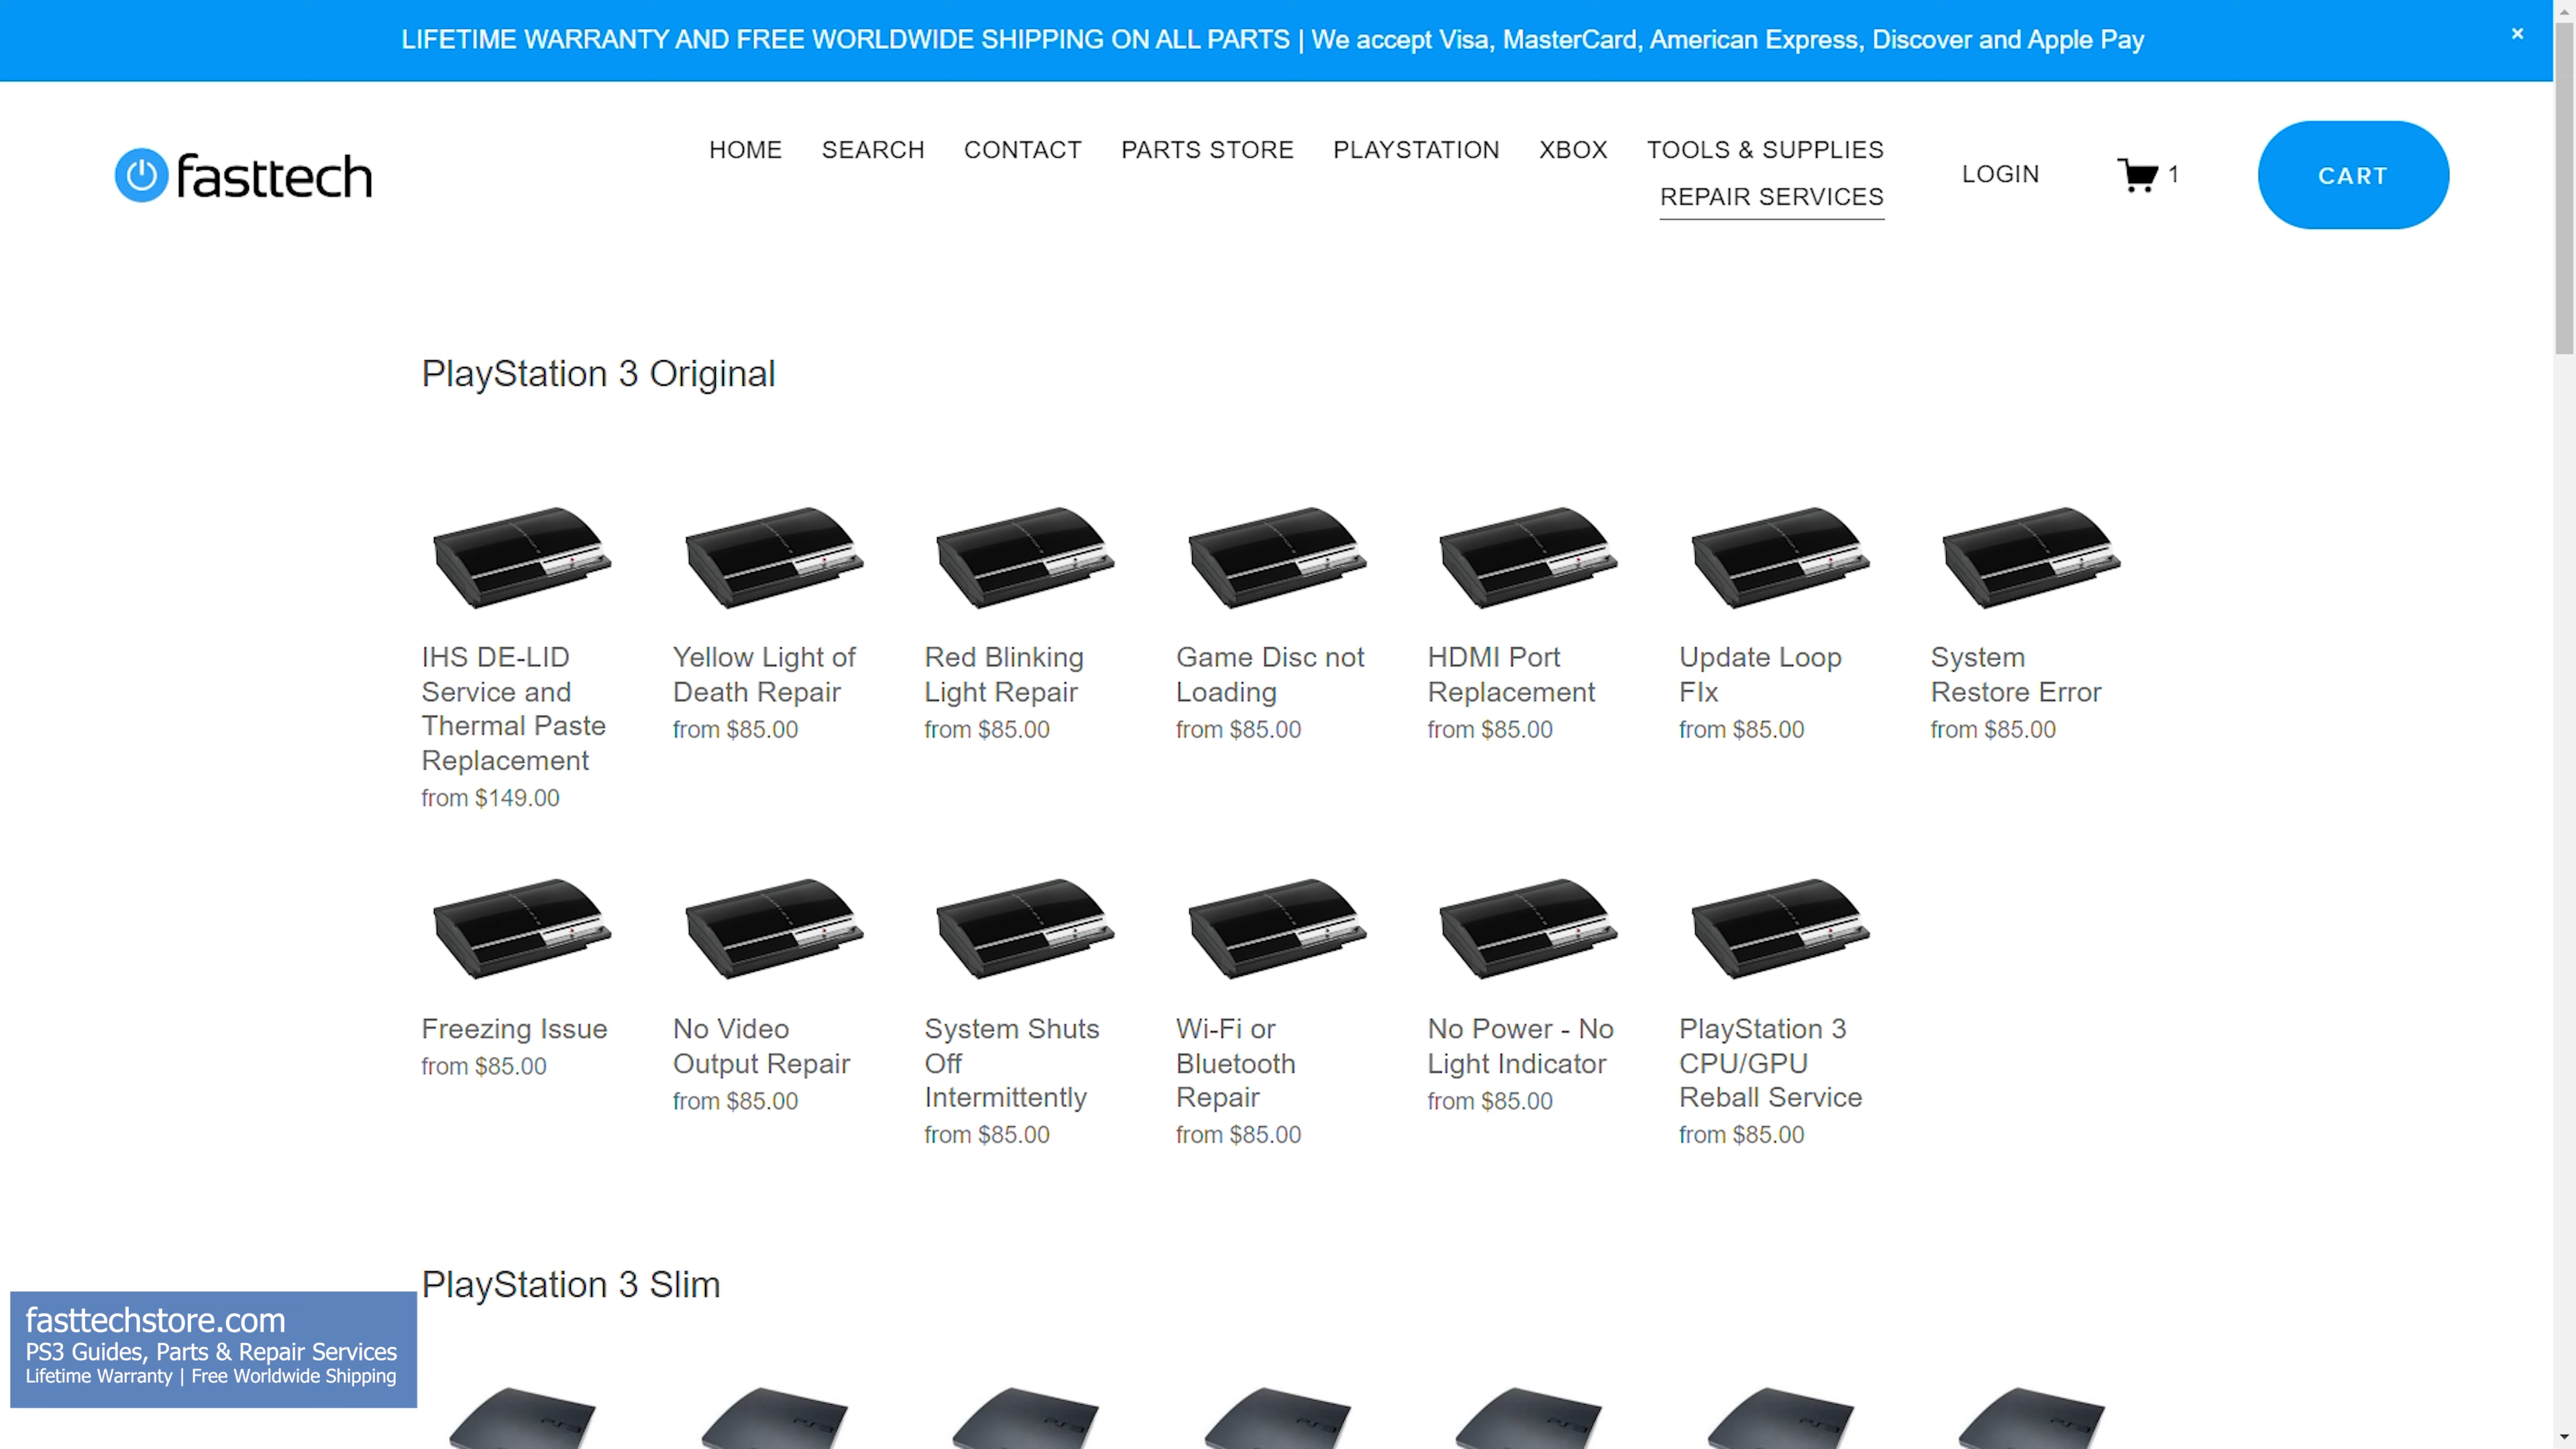 LIFETIME WARRANTY AND FREE WORLDWIDE SHIPPING ON ALL PARTS | We accept Visa, MasterCard, American Express, Discover and Apple Pay
×
fasttech
HOME SEARCH CONTACT PARTS STORE PLAYSTATION XBOX TOOLS & SUPPLIES
REPAIR SERVICES
LOGIN
1
CART
PlayStation 3 Original
IHS DE-LID
Service and
Thermal Paste
Replacement
from $149.00
Yellow Light of
Death Repair
from $85.00
Red Blinking
Light Repair
from $85.00
Game Disc not
Loading
from $85.00
HDMI Port
Replacement
from $85.00
Update Loop
FIx
from $85.00
System
Restore Error
from $85.00
Freezing Issue
from $85.00
No Video
Output Repair
from $85.00
System Shuts
Off
Intermittently
from $85.00
Wi-Fi or
Bluetooth
Repair
from $85.00
No Power - No
Light Indicator
from $85.00
PlayStation 3
CPU/GPU
Reball Service
from $85.00
PlayStation 3 Slim
fasttechstore.com
PS3 Guides, Parts & Repair Services
Lifetime Warranty | Free Worldwide Shipping
PS3
PS3
PS3
PS3
PS3
PS3
PS3